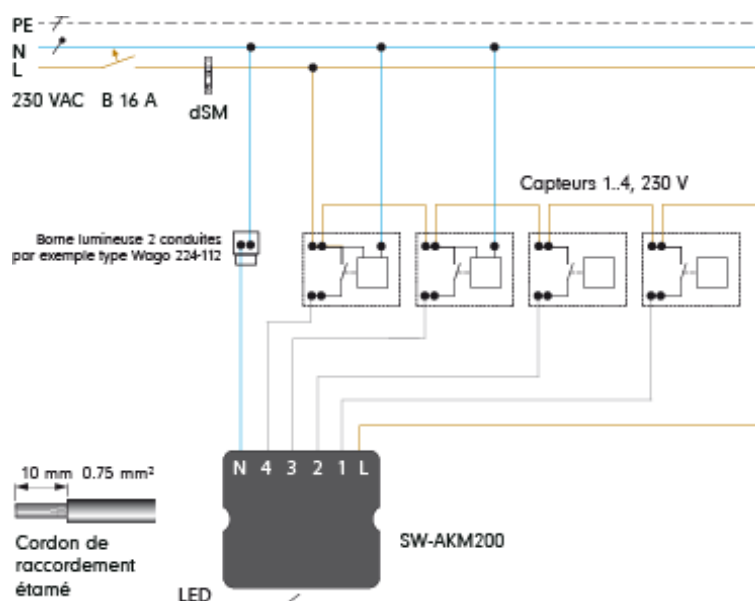 PE
N
L
230 VAC B 16 A
dSM
Capteurs 1..4, 230 V
Borne lumineuse 2 conduites
par exemple type Wago 224-112
N 4 3 2 1 L
10 mm 0.75 mm²
SW-AKM200
Cordon de
raccordement
étamé
LED